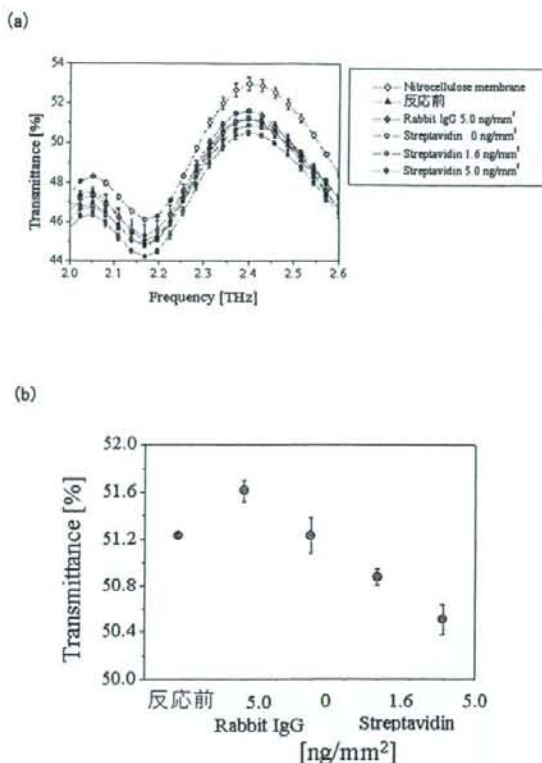 (a)
54
52
50
48
46
44
Transmittance [%]
2.0 2.1 2.2 2.3 2.4 2.5 2.6
Frequency [THz]
Nitrocellulose membrane
反応前
Rabbit IgG 5.0 ng/mm²
Streptavidin 0 ng/mm²
Streptavidin 1.6 ng/mm²
Streptavidin 5.0 ng/mm²
(b)
52.0
51.6
51.2
50.8
50.4
50.0
Transmittance [%]
反応前 5.0 0 1.6 5.0
Rabbit IgG Streptavidin
[ng/mm²]